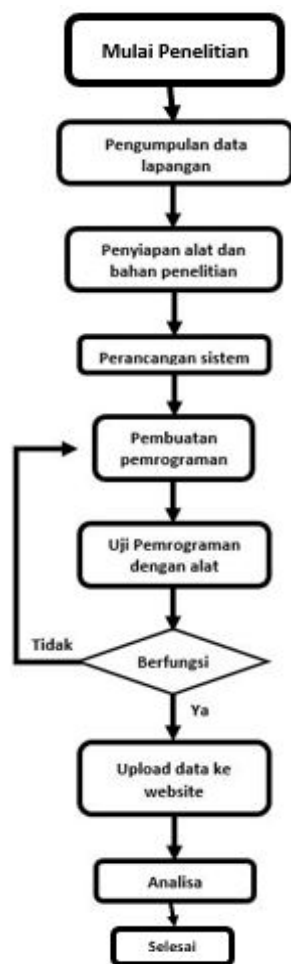 Mulai Penelitian
Pengumpulan data
lapangan
Penyiapan alat dan
bahan penelitian
Perancangan sistem
Pembuatan
pemrograman
Uji Pemrograman
dengan alat
Tidak
Berfungsi
Ya
Upload data ke
website
Analisa
Selesai